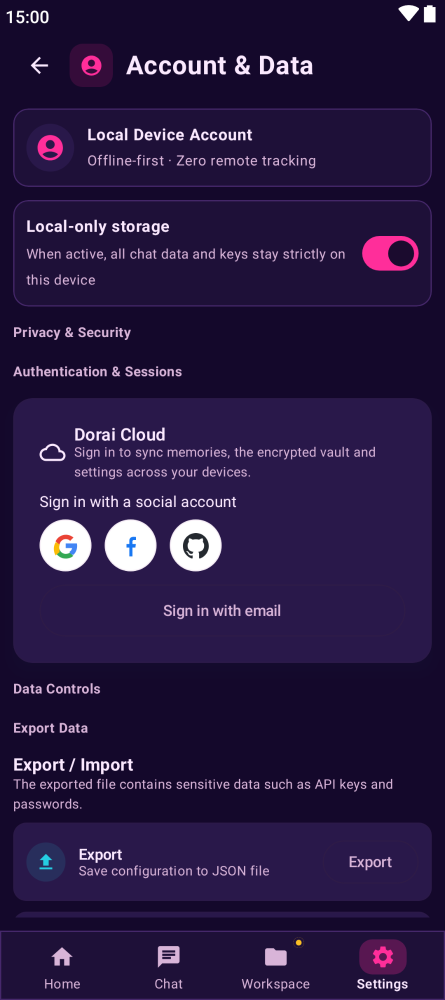 15:00
Account & Data
Local Device Account
Offline-first · Zero remote tracking
Local-only storage
When active, all chat data and keys stay strictly on
this device
Privacy & Security
Authentication & Sessions
Dorai Cloud
Sign in to sync memories, the encrypted vault and
settings across your devices.
Sign in with a social account
Sign in with email
Data Controls
Export Data
Export / Import
The exported file contains sensitive data such as API keys and
passwords.
Export
Save configuration to JSON file
Export
Home
Chat
Workspace
Settings